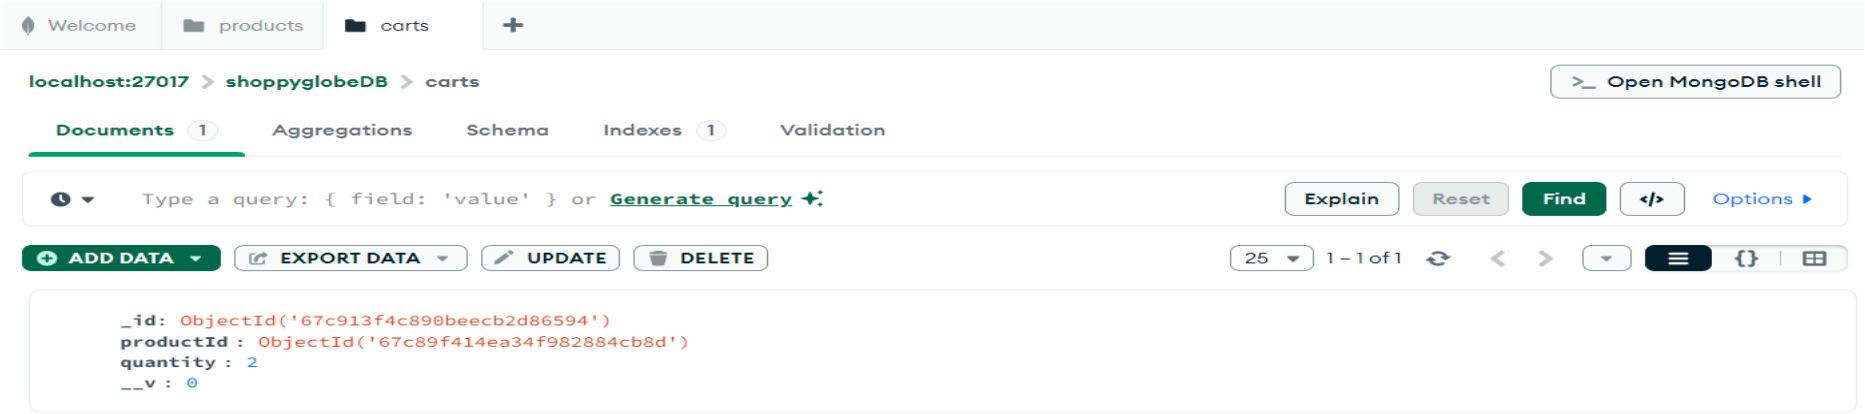 Welcome products carts
localhost:27017 > shoppyglobeDB > carts
>_ Open MongoDB shell
Documents 1 Aggregations Schema Indexes 1 Validation
Type a query: { field: 'value' } or Generate query
Explain Reset Find </> Options
ADD DATA EXPORT DATA UPDATE DELETE
25 1 – 1 of 1 {}
_id: ObjectId('67c913f4c890beecb2d86594')
productId : ObjectId('67c89f414ea34f982884cb8d')
quantity : 2
__v : 0